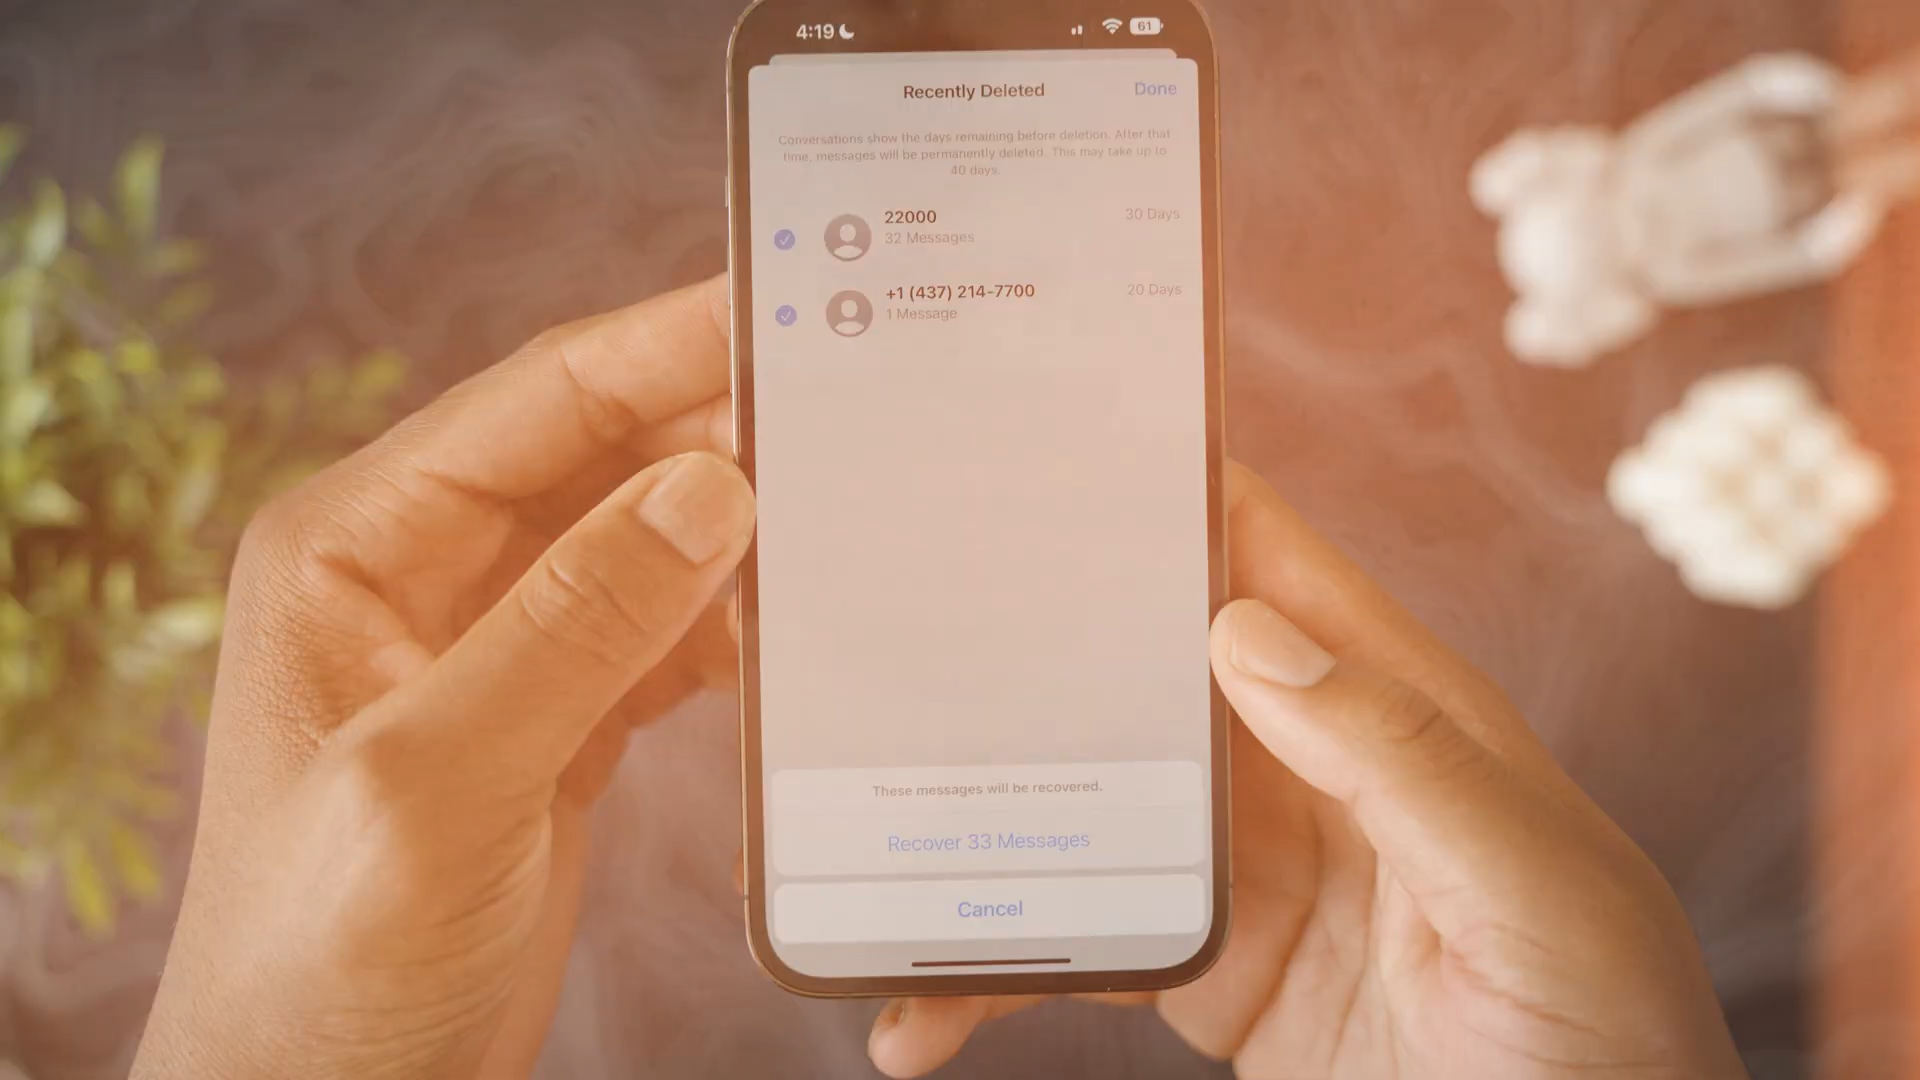 4:19
61
Recently Deleted
Done
Conversations show the days remaining before deletion. After that
time, messages will be permanently deleted. This may take up to
40 days.
22000
30 Days
32 Messages
+1 (437) 214-7700
20 Days
1 Message
These messages will be recovered.
Recover 33 Messages
Cancel